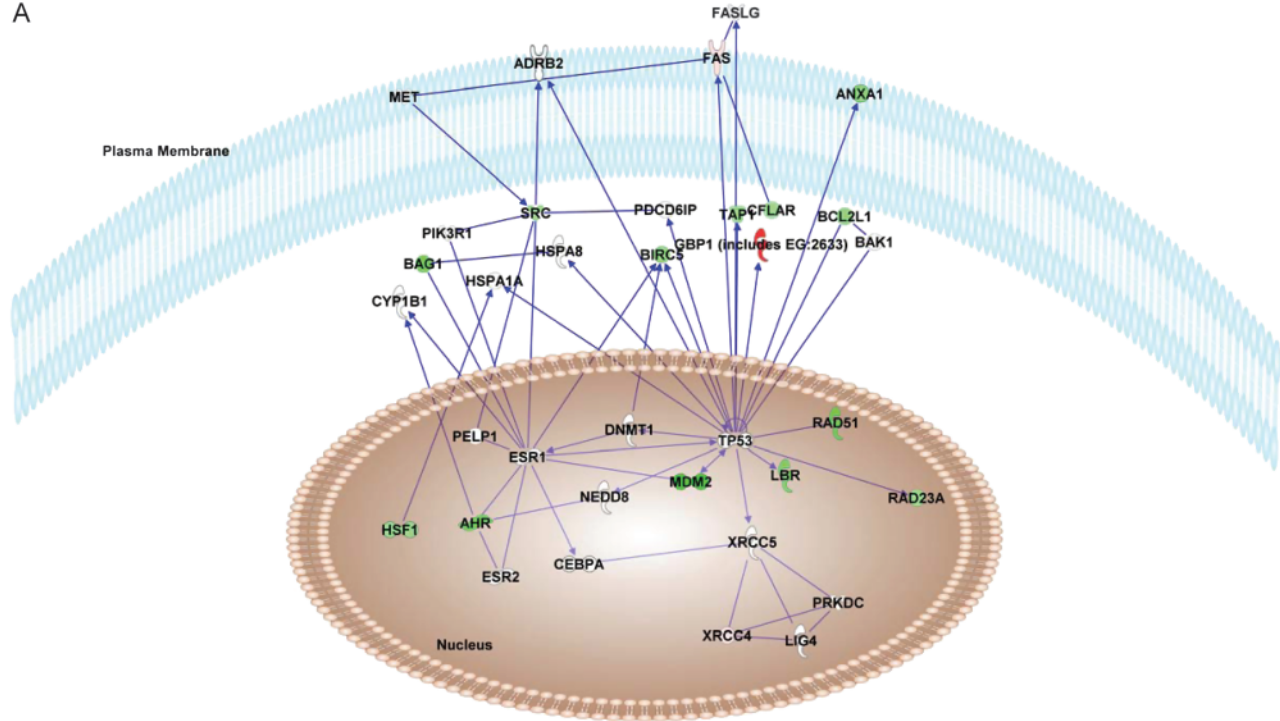 A
FASLG
ADRB2
FAS
MET
ANXA1
Plasma Membrane
SRC
PDCD6IP
TAP1
CFLAR
BCL2L1
PIK3R1
BAK1
GBP1 (includes EG:2633)
HSPA8
BIRC5
BAG1
HSPA1A
CYP1B1
RAD51
DNMT1
PELP1
TP53
ESR1
LBR
MDM2
NEDD8
RAD23A
AHR
HSF1
XRCC5
CEBPA
ESR2
PRKDC
XRCC4
LIG4
Nucleus